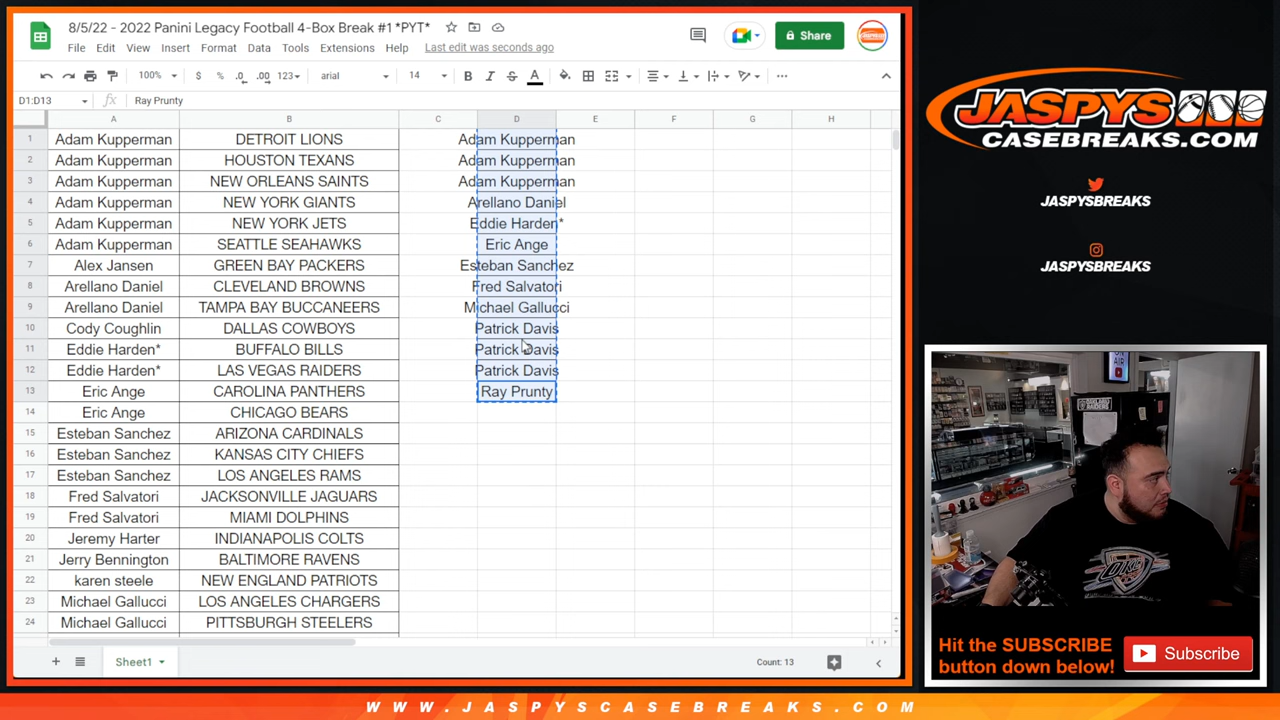 8/5/22 - 2022 Panini Legacy Football 4-Box Break #1 *PYT*
File Edit View Insert Format Data Tools Extensions Help Last edit was seconds ago
Share
100% $ % .0 .00 123 arial 14 B I S A
D1:D13 fx Ray Prunty
A B C D E F G H
1 Adam Kupperman DETROIT LIONS Adam Kupperman
2 Adam Kupperman HOUSTON TEXANS Adam Kupperman
3 Adam Kupperman NEW ORLEANS SAINTS Adam Kupperman
4 Adam Kupperman NEW YORK GIANTS Arellano Daniel
5 Adam Kupperman NEW YORK JETS Eddie Harden*
6 Adam Kupperman SEATTLE SEAHAWKS Eric Ange
7 Alex Jansen GREEN BAY PACKERS Esteban Sanchez
8 Arellano Daniel CLEVELAND BROWNS Fred Salvatori
9 Arellano Daniel TAMPA BAY BUCCANEERS Michael Gallucci
10 Cody Coughlin DALLAS COWBOYS Patrick Davis
11 Eddie Harden* BUFFALO BILLS Patrick Davis
12 Eddie Harden* LAS VEGAS RAIDERS Patrick Davis
13 Eric Ange CAROLINA PANTHERS Ray Prunty
14 Eric Ange CHICAGO BEARS
15 Esteban Sanchez ARIZONA CARDINALS
16 Esteban Sanchez KANSAS CITY CHIEFS
17 Esteban Sanchez LOS ANGELES RAMS
18 Fred Salvatori JACKSONVILLE JAGUARS
19 Fred Salvatori MIAMI DOLPHINS
20 Jeremy Harter INDIANAPOLIS COLTS
21 Jerry Bennington BALTIMORE RAVENS
22 karen steele NEW ENGLAND PATRIOTS
23 Michael Gallucci LOS ANGELES CHARGERS
24 Michael Gallucci PITTSBURGH STEELERS
Sheet1
Count: 13
JASPYS
CASEBREAKS.COM
JASPYSBREAKS
JASPYSBREAKS
ON AIR
OKC
Hit the SUBSCRIBE
button down below!
Subscribe
WWW.JASPYSCASEBREAKS.COM